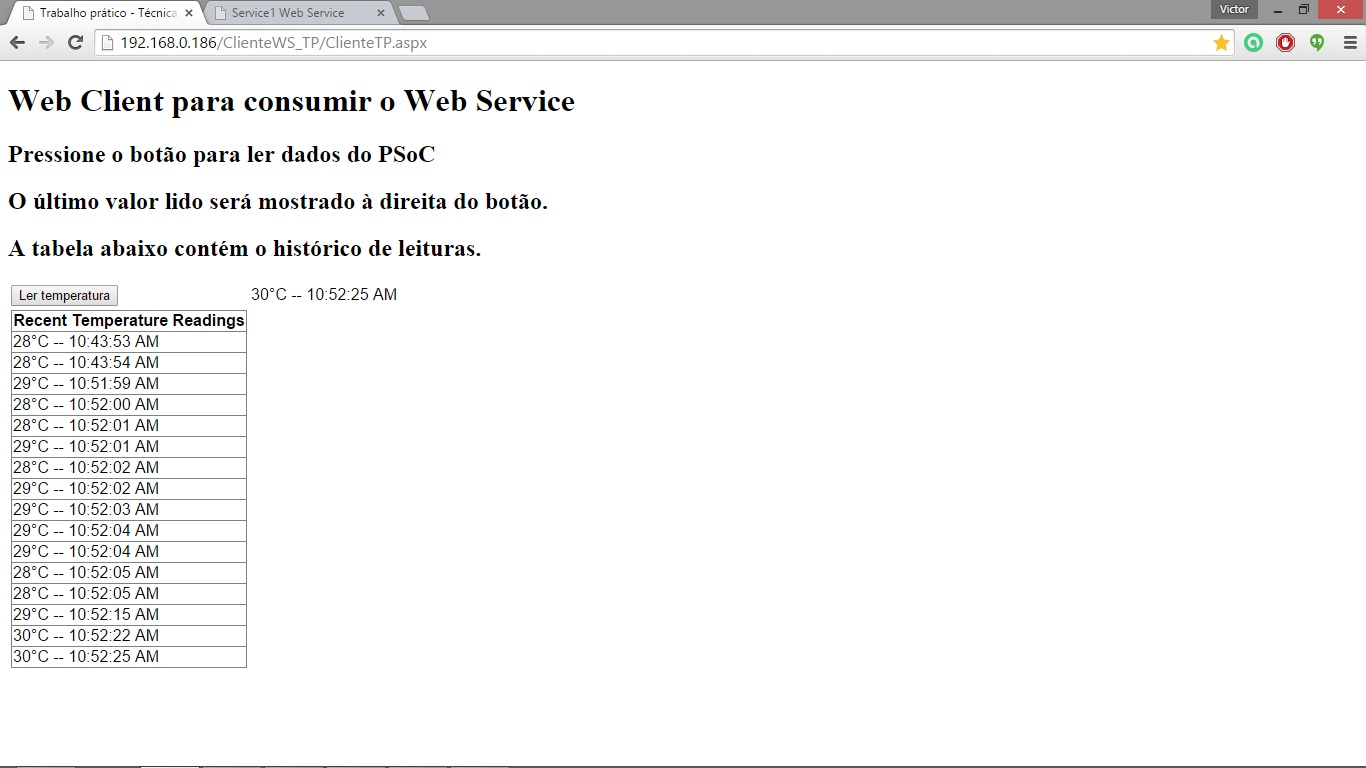 Trabalho prático - Técnica
Service1 Web Service
Victor
192.168.0.186/ClienteWS_TP/ClienteTP.aspx
Web Client para consumir o Web Service
Pressione o botão para ler dados do PSoC
O último valor lido será mostrado à direita do botão.
A tabela abaixo contém o histórico de leituras.
Ler temperatura 30°C -- 10:52:25 AM
Recent Temperature Readings
28°C -- 10:43:53 AM
28°C -- 10:43:54 AM
29°C -- 10:51:59 AM
28°C -- 10:52:00 AM
28°C -- 10:52:01 AM
29°C -- 10:52:01 AM
28°C -- 10:52:02 AM
29°C -- 10:52:02 AM
29°C -- 10:52:03 AM
29°C -- 10:52:04 AM
29°C -- 10:52:04 AM
28°C -- 10:52:05 AM
28°C -- 10:52:05 AM
29°C -- 10:52:15 AM
30°C -- 10:52:22 AM
30°C -- 10:52:25 AM